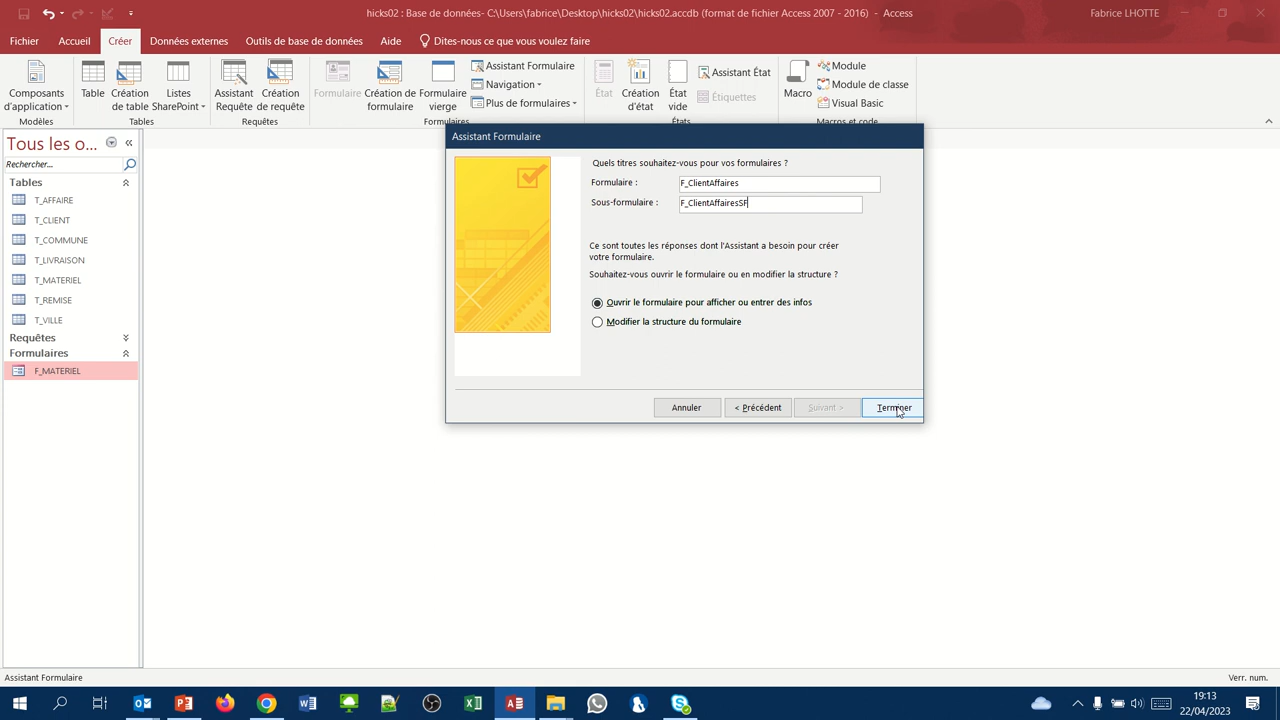 hicks02 : Base de données- C:\Users\fabrice\Desktop\hicks02\hicks02.accdb (format de fichier Access 2007 - 2016) - Access
Fabrice LHOTTE
Fichier Accueil Créer Données externes Outils de base de données Aide Dites-nous ce que vous voulez faire
Composants d'application
Table
Création de table
Listes SharePoint
Assistant Requête
Création de requête
Formulaire
Création de formulaire
Formulaire vierge
Assistant Formulaire
Navigation
Plus de formulaires
État
Création d'état
État vide
Assistant État
Étiquettes
Macro
Module
Module de classe
Visual Basic
Modèles Tables Requêtes Formulaires États Macros et code
Tous les o...
Rechercher...
Tables
T_AFFAIRE
T_CLIENT
T_COMMUNE
T_LIVRAISON
T_MATERIEL
T_REMISE
T_VILLE
Requêtes
Formulaires
F_MATERIEL
Assistant Formulaire
Quels titres souhaitez-vous pour vos formulaires ?
Formulaire : F_ClientAffaires
Sous-formulaire : F_ClientAffairesSF
Ce sont toutes les réponses dont l'Assistant a besoin pour créer
votre formulaire.
Souhaitez-vous ouvrir le formulaire ou en modifier la structure ?
Ouvrir le formulaire pour afficher ou entrer des infos
Modifier la structure du formulaire
Annuler < Précédent Suivant > Terminer
Assistant Formulaire
Verr. num.
19:13
22/04/2023